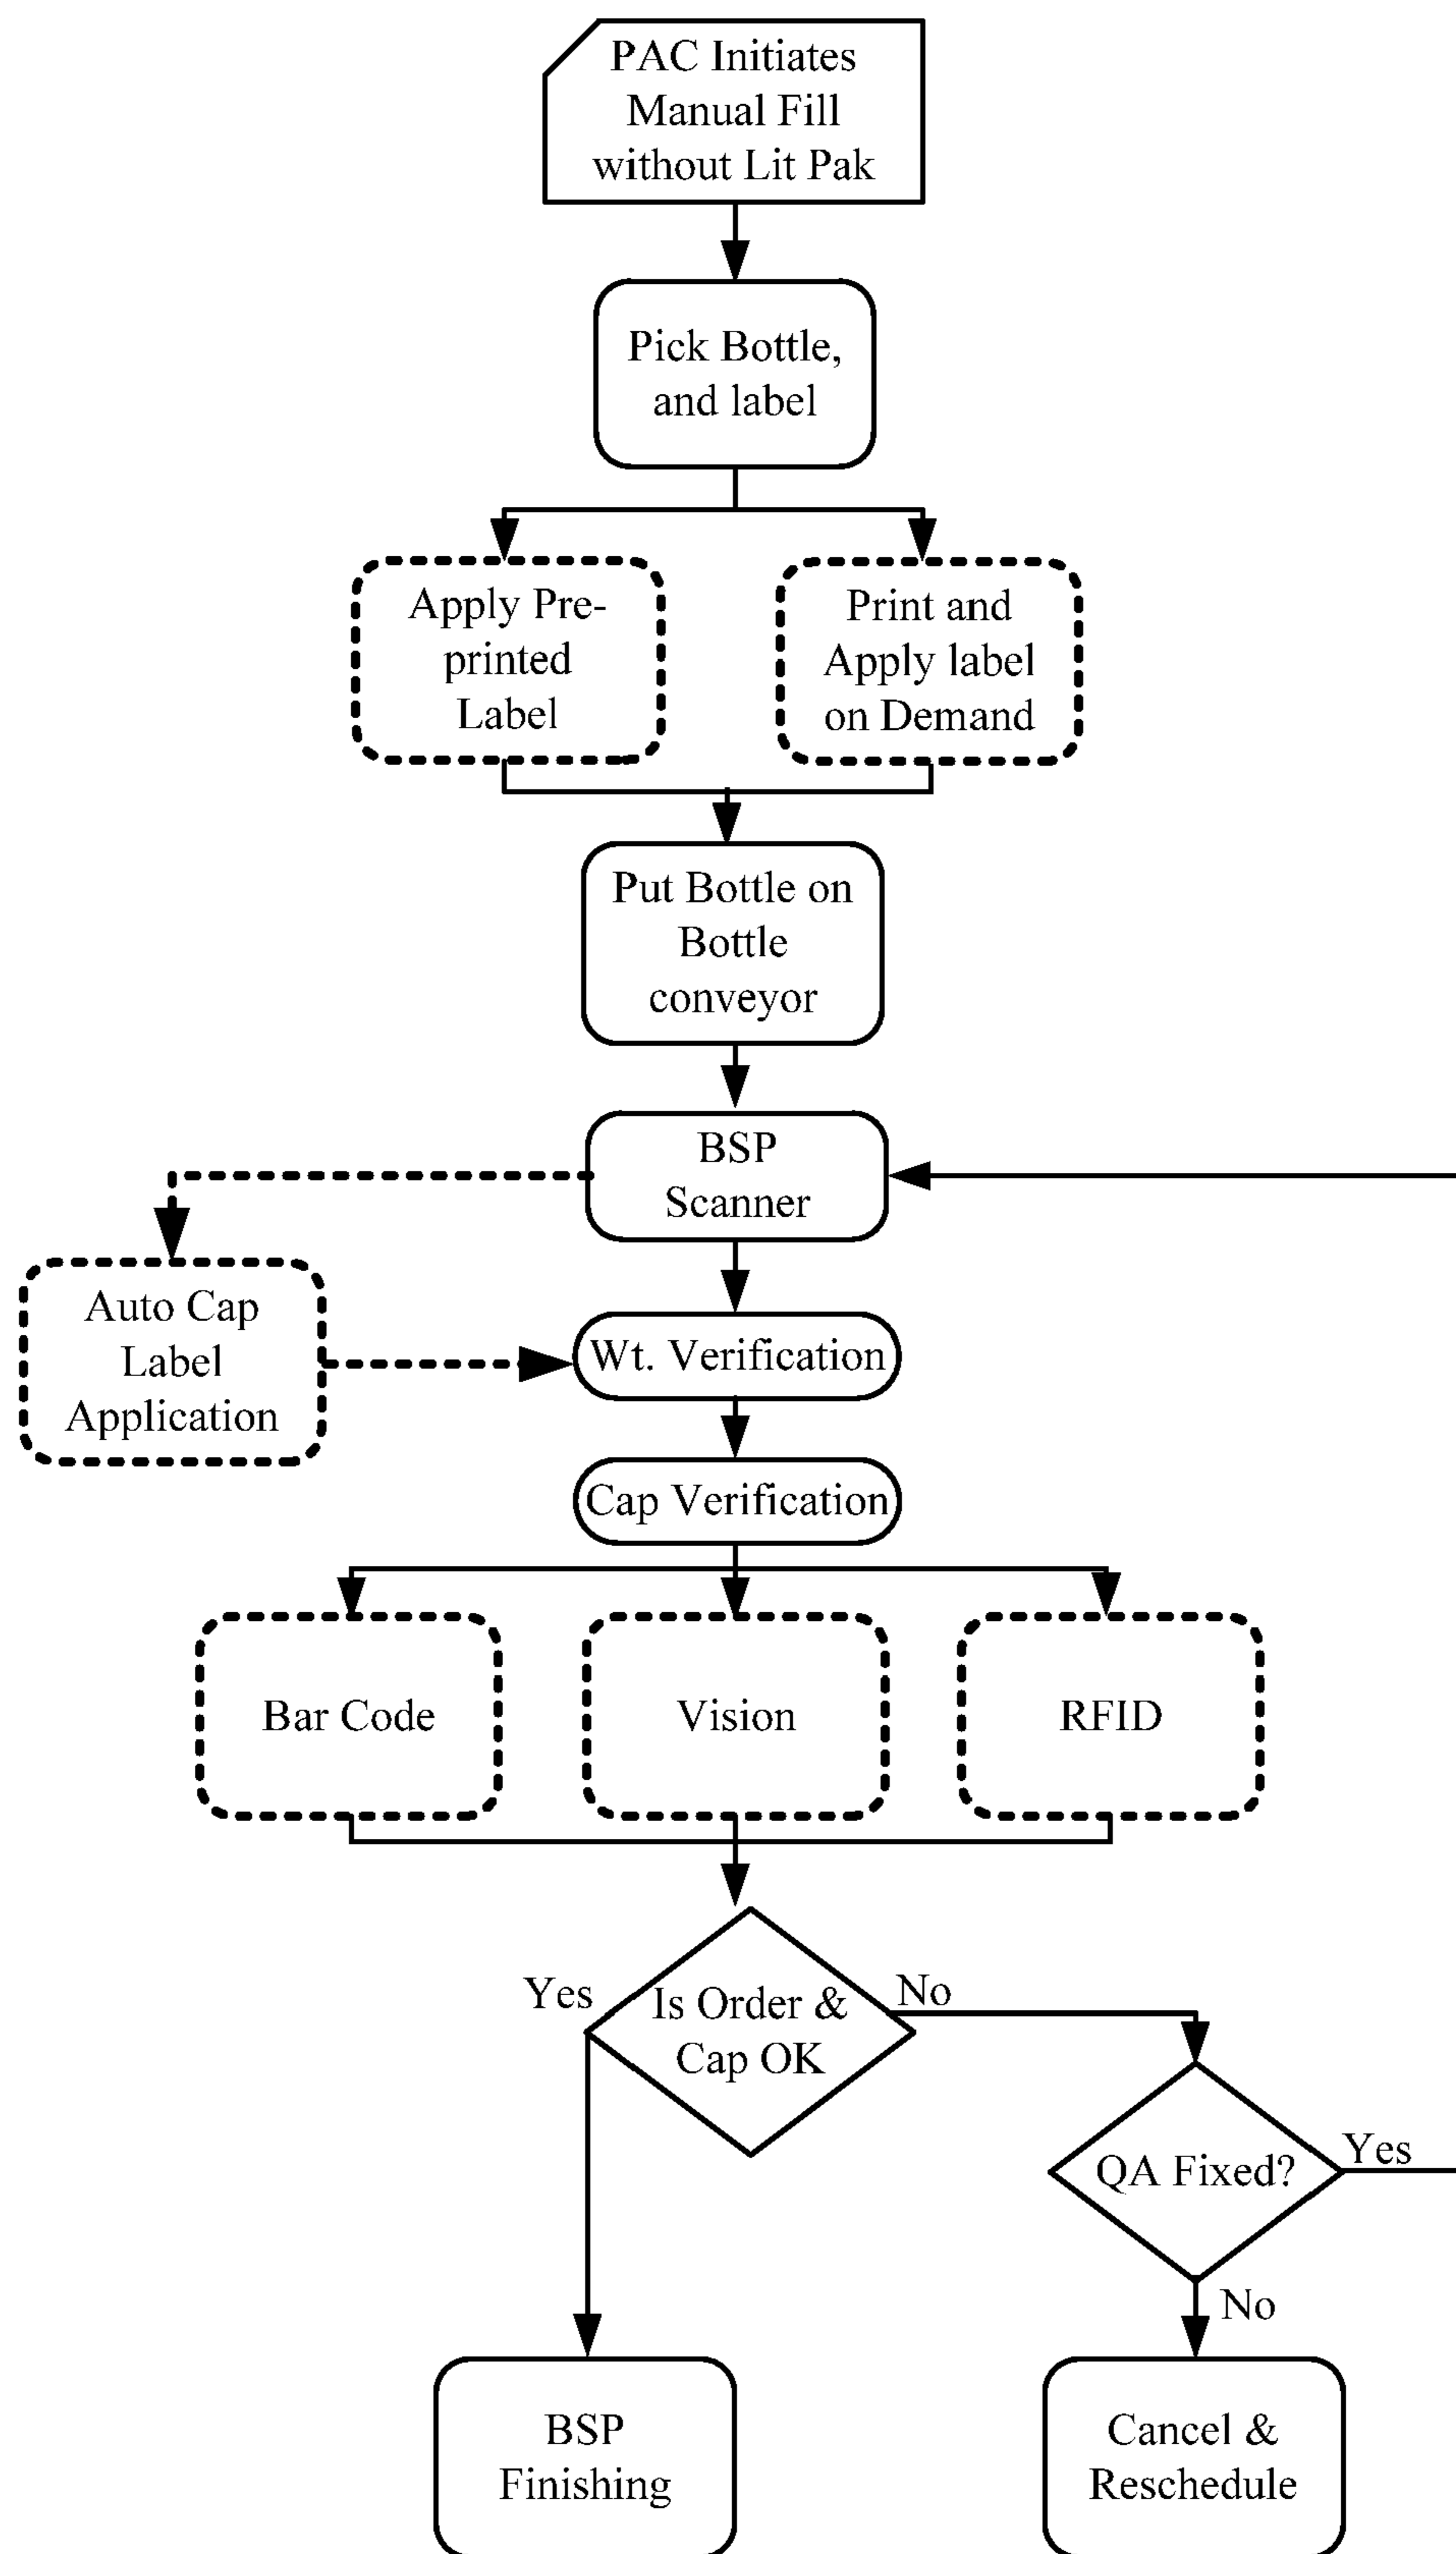 PAC Initiates
Manual Fill
without Lit Pak
Pick Bottle,
and label
Apply Pre-
printed
Label
Print and
Apply label
on Demand
Put Bottle on
Bottle
conveyor
BSP
Scanner
Auto Cap
Label
Application
Wt. Verification
Cap Verification
Bar Code
Vision
RFID
Yes
Is Order &
Cap OK
No
QA Fixed?
Yes
No
BSP
Finishing
Cancel &
Reschedule